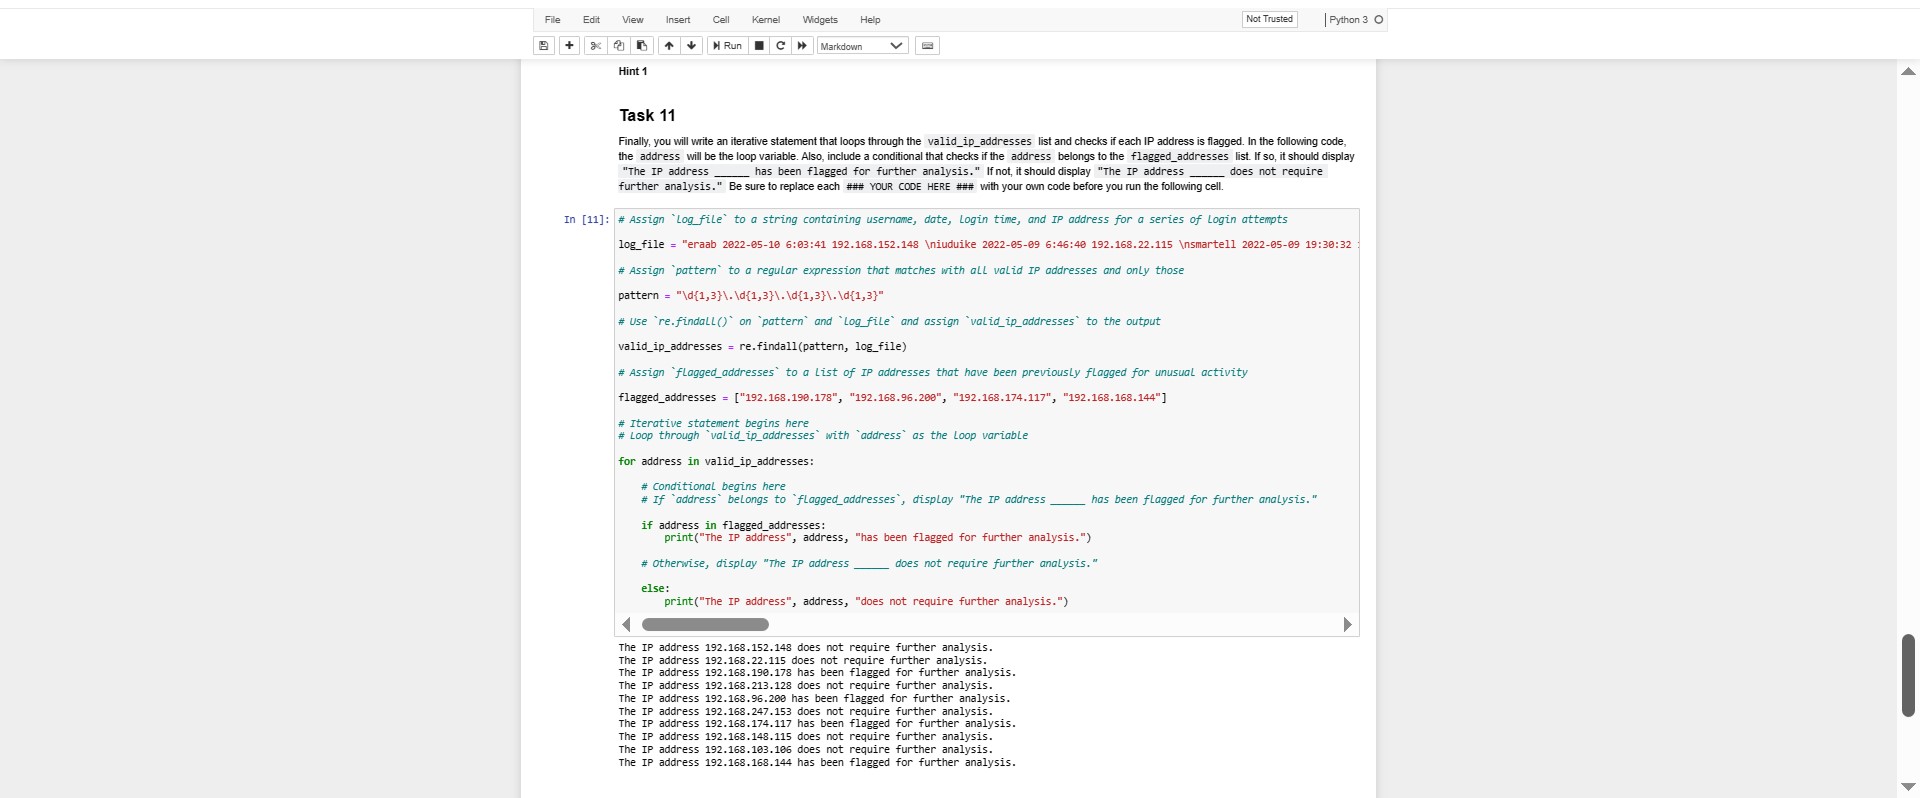 File Edit View Insert Cell Kernel Widgets Help Not Trusted Python 3
Run Markdown
Hint 1
Task 11
Finally, you will write an iterative statement that loops through the valid_ip_addresses list and checks if each IP address is flagged. In the following code,
the address will be the loop variable. Also, include a conditional that checks if the address belongs to the flagged_addresses list. If so, it should display
"The IP address ______ has been flagged for further analysis." If not, it should display "The IP address ______ does not require
further analysis." Be sure to replace each ### YOUR CODE HERE ### with your own code before you run the following cell.
In [11]: # Assign `log_file` to a string containing username, date, login time, and IP address for a series of login attempts
log_file = "eraab 2022-05-10 6:03:41 192.168.152.148 \niuduike 2022-05-09 6:46:40 192.168.22.115 \nsmartell 2022-05-09 19:30:32
# Assign `pattern` to a regular expression that matches with all valid IP addresses and only those
pattern = "\d{1,3}\.\d{1,3}\.\d{1,3}\.\d{1,3}"
# Use `re.findall()` on `pattern` and `log_file` and assign `valid_ip_addresses` to the output
valid_ip_addresses = re.findall(pattern, log_file)
# Assign `flagged_addresses` to a list of IP addresses that have been previously flagged for unusual activity
flagged_addresses = ["192.168.190.178", "192.168.96.200", "192.168.174.117", "192.168.168.144"]
# Iterative statement begins here
# Loop through `valid_ip_addresses` with `address` as the loop variable
for address in valid_ip_addresses:
# Conditional begins here
# If `address` belongs to `flagged_addresses`, display "The IP address ______ has been flagged for further analysis."
if address in flagged_addresses:
print("The IP address", address, "has been flagged for further analysis.")
# Otherwise, display "The IP address ______ does not require further analysis."
else:
print("The IP address", address, "does not require further analysis.")
The IP address 192.168.152.148 does not require further analysis.
The IP address 192.168.22.115 does not require further analysis.
The IP address 192.168.190.178 has been flagged for further analysis.
The IP address 192.168.213.128 does not require further analysis.
The IP address 192.168.96.200 has been flagged for further analysis.
The IP address 192.168.247.153 does not require further analysis.
The IP address 192.168.174.117 has been flagged for further analysis.
The IP address 192.168.148.115 does not require further analysis.
The IP address 192.168.103.106 does not require further analysis.
The IP address 192.168.168.144 has been flagged for further analysis.